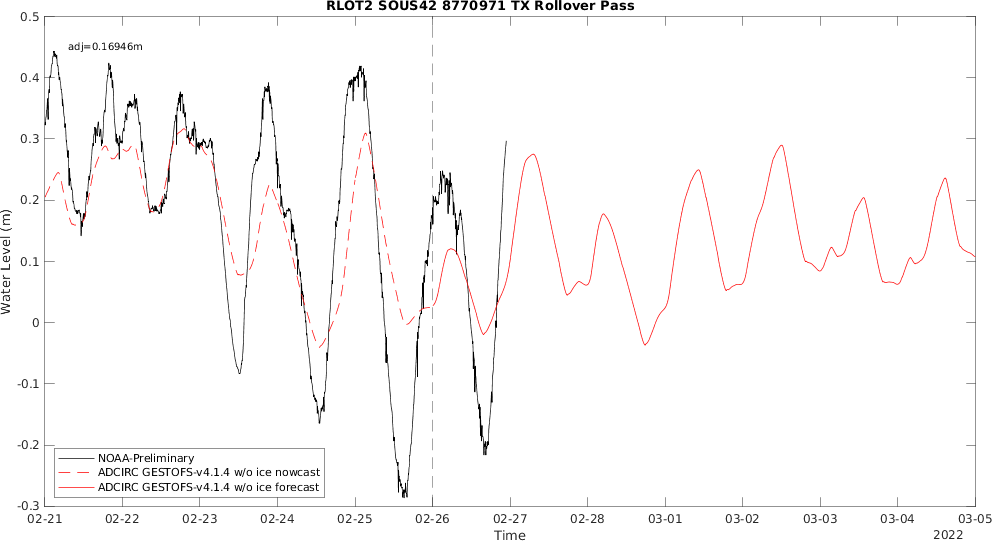 RLOT2 SOUS42 8770971 TX Rollover Pass
adj=0.16946m
0.5
0.4
0.3
0.2
0.1
0
-0.1
-0.2
-0.3
Water Level (m)
NOAA-Preliminary
ADCIRC GESTOFS-v4.1.4 w/o ice nowcast
ADCIRC GESTOFS-v4.1.4 w/o ice forecast
02-21 02-22 02-23 02-24 02-25 02-26 02-27 02-28 03-01 03-02 03-03 03-04 03-05
Time
2022